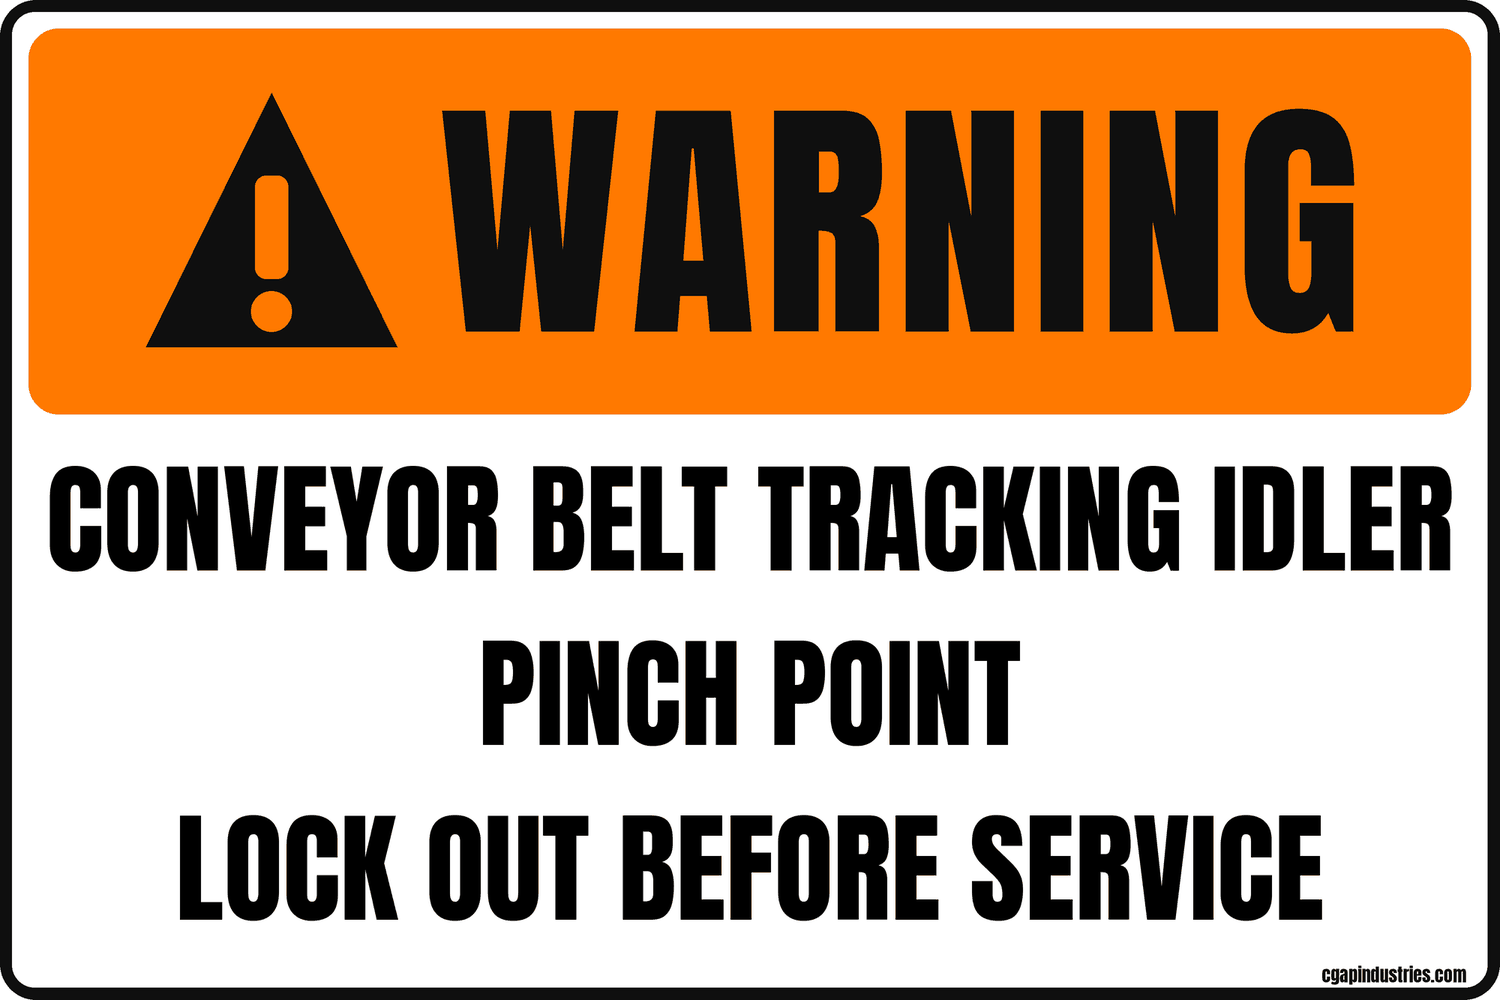 WARNING
CONVEYOR BELT TRACKING IDLER
PINCH POINT
LOCK OUT BEFORE SERVICE
cgapindustries.com